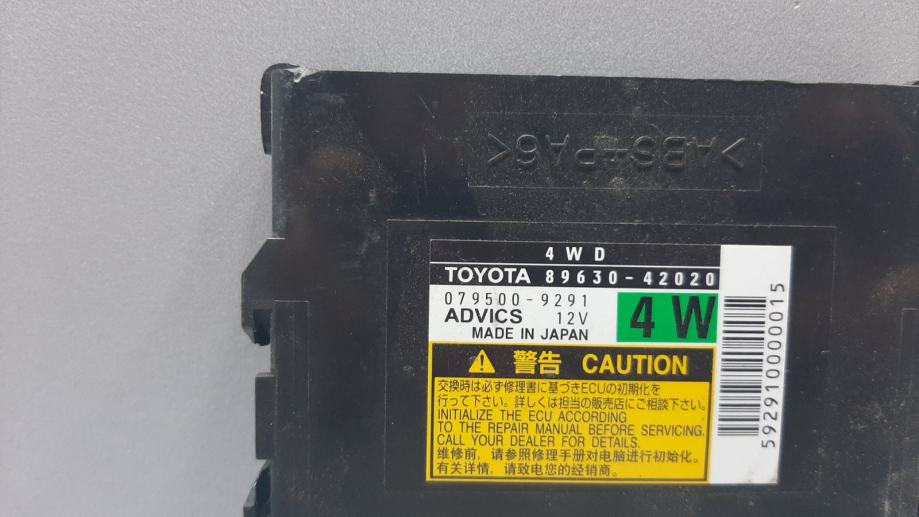 >ABS+PA6<
4WD
TOYOTA 89630-42020
079500-9291
ADVICS 12V
MADE IN JAPAN
4W
警告 CAUTION
交換時は必ず修理書に基づきECUの初期化を
行って下さい。詳しくは担当の販売店にご相談下さい。
INITIALIZE THE ECU ACCORDING
TO THE REPAIR MANUAL BEFORE SERVICING.
CALL YOUR DEALER FOR DETAILS.
维修前，请参照修理手册对电脑进行初始化。
有关详情，请致电您的经销商。
5929100000015